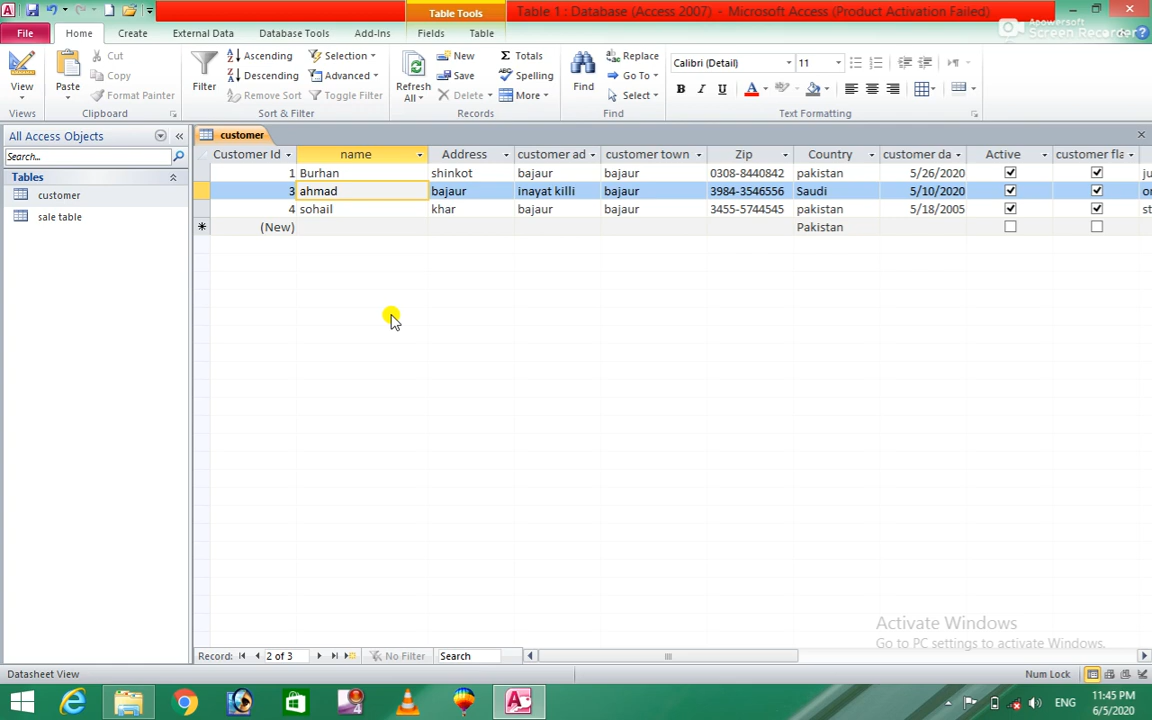 Table Tools
Table 1 : Database (Access 2007) - Microsoft Access (Product Activation Failed)
Apowersoft
Screen Recorder
File
Home
Create
External Data
Database Tools
Add-Ins
Fields
Table
View
Views
Paste
Cut
Copy
Format Painter
Clipboard
Filter
Ascending
Descending
Remove Sort
Selection
Advanced
Toggle Filter
Sort & Filter
Refresh
All
New
Save
Delete
Totals
Spelling
More
Records
Find
Replace
Go To
Select
Find
Calibri (Detail)
11
B I U
A
Text Formatting
All Access Objects
Search...
Tables
customer
sale table
customer
Customer Id name Address customer ad customer town Zip Country customer da Active customer fla
1 Burhan shinkot bajaur bajaur 0308-8440842 pakistan 5/26/2020 ju
3 ahmad bajaur inayat killi bajaur 3984-3546556 Saudi 5/10/2020 or
4 sohail khar bajaur bajaur 3455-5744545 pakistan 5/18/2005 st
(New) Pakistan
Activate Windows
Go to PC settings to activate Windows.
Record: 2 of 3 No Filter Search
Datasheet View
Num Lock
ENG
11:45 PM
6/5/2020